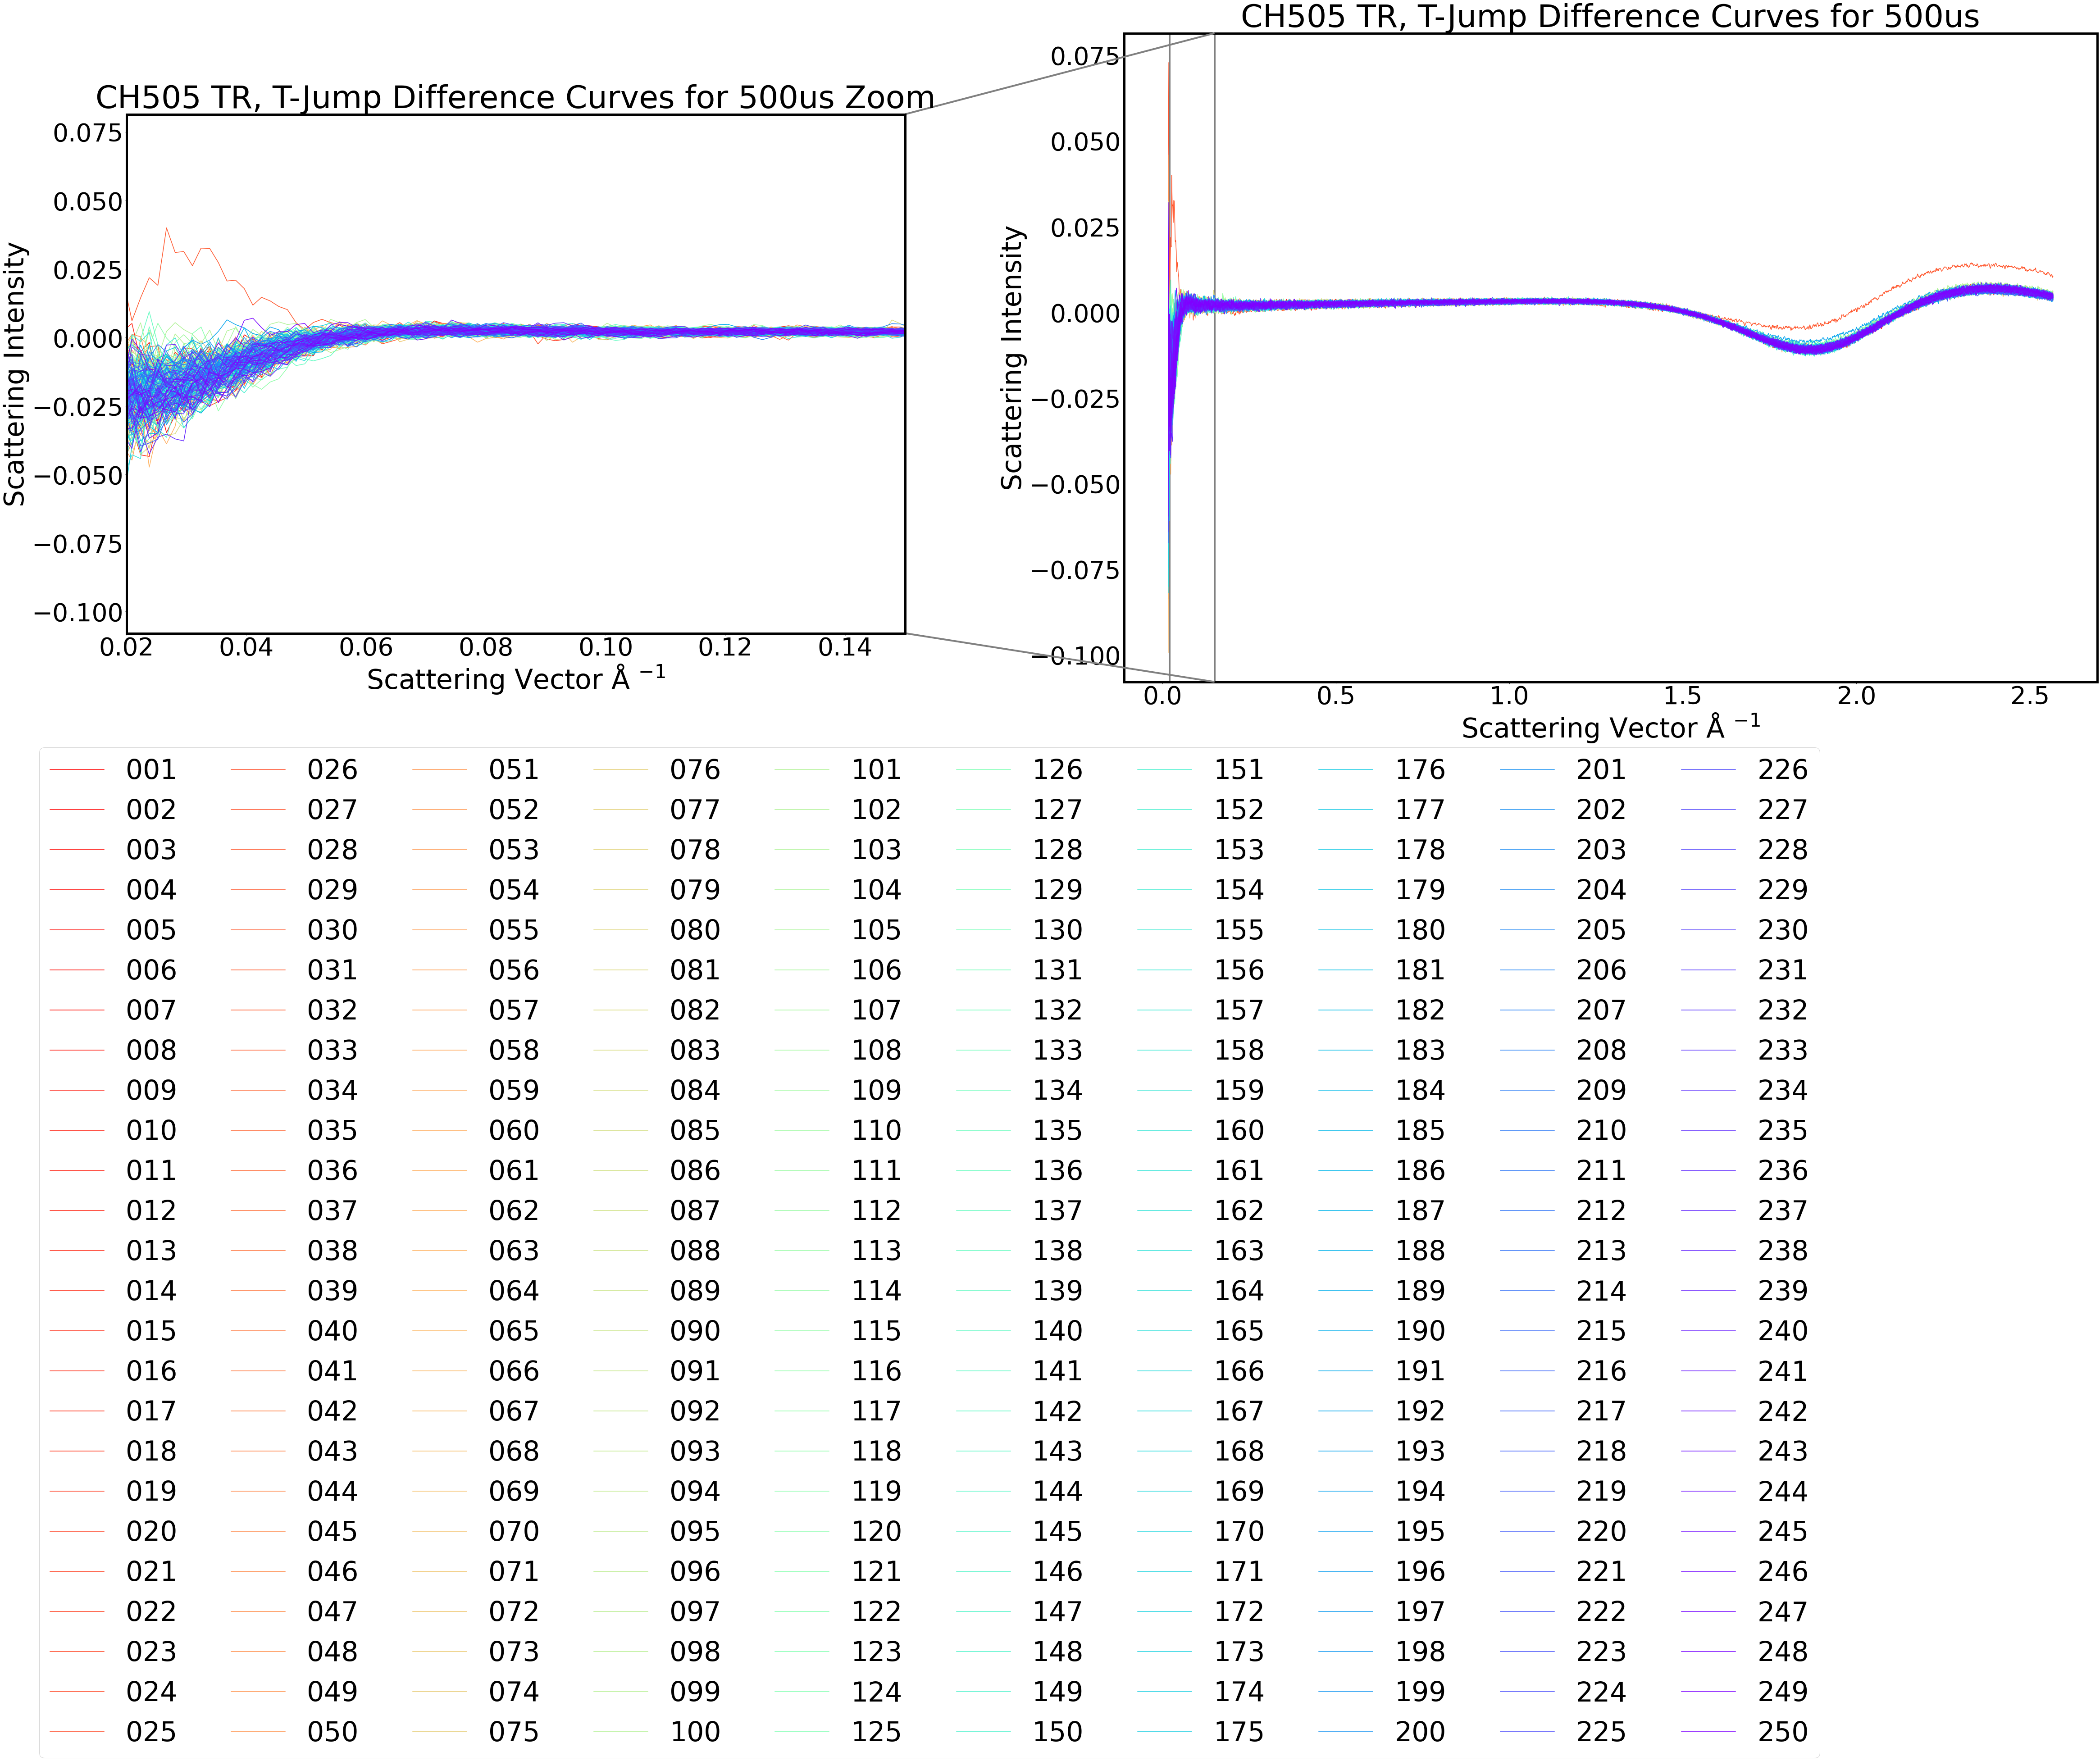 CH505 TR, T-Jump Difference Curves for 500us
CH505 TR, T-Jump Difference Curves for 500us Zoom
0.075
0.050
0.025
0.000
−0.025
−0.050
−0.075
−0.100
Scattering Intensity
0.02 0.04 0.06 0.08 0.10 0.12 0.14
Scattering Vector Å −1
0.075
0.050
0.025
0.000
−0.025
−0.050
−0.075
−0.100
Scattering Intensity
0.0 0.5 1.0 1.5 2.0 2.5
Scattering Vector Å −1
001 026 051 076 101 126 151 176 201 226
002 027 052 077 102 127 152 177 202 227
003 028 053 078 103 128 153 178 203 228
004 029 054 079 104 129 154 179 204 229
005 030 055 080 105 130 155 180 205 230
006 031 056 081 106 131 156 181 206 231
007 032 057 082 107 132 157 182 207 232
008 033 058 083 108 133 158 183 208 233
009 034 059 084 109 134 159 184 209 234
010 035 060 085 110 135 160 185 210 235
011 036 061 086 111 136 161 186 211 236
012 037 062 087 112 137 162 187 212 237
013 038 063 088 113 138 163 188 213 238
014 039 064 089 114 139 164 189 214 239
015 040 065 090 115 140 165 190 215 240
016 041 066 091 116 141 166 191 216 241
017 042 067 092 117 142 167 192 217 242
018 043 068 093 118 143 168 193 218 243
019 044 069 094 119 144 169 194 219 244
020 045 070 095 120 145 170 195 220 245
021 046 071 096 121 146 171 196 221 246
022 047 072 097 122 147 172 197 222 247
023 048 073 098 123 148 173 198 223 248
024 049 074 099 124 149 174 199 224 249
025 050 075 100 125 150 175 200 225 250